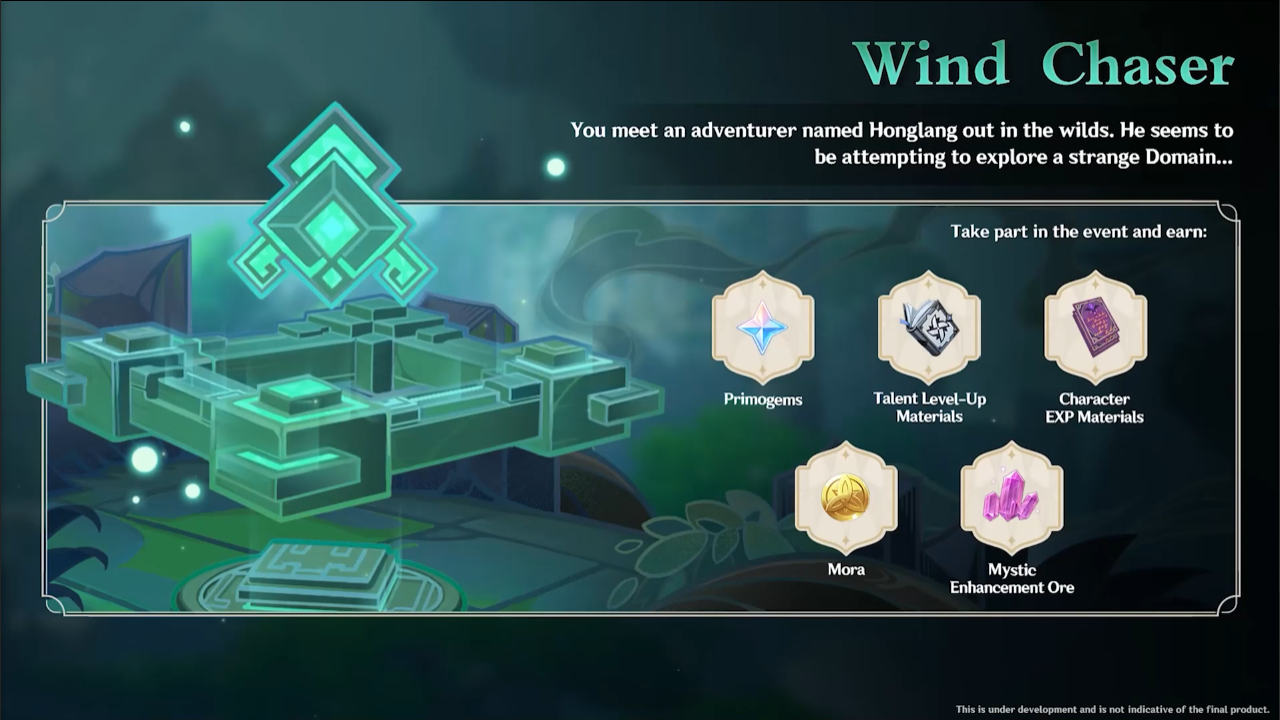 Wind Chaser
You meet an adventurer named Honglang out in the wilds. He seems to
be attempting to explore a strange Domain...
Take part in the event and earn:
Primogems
Talent Level-Up
Materials
Character
EXP Materials
Mora
Mystic
Enhancement Ore
This is under development and is not indicative of the final product.